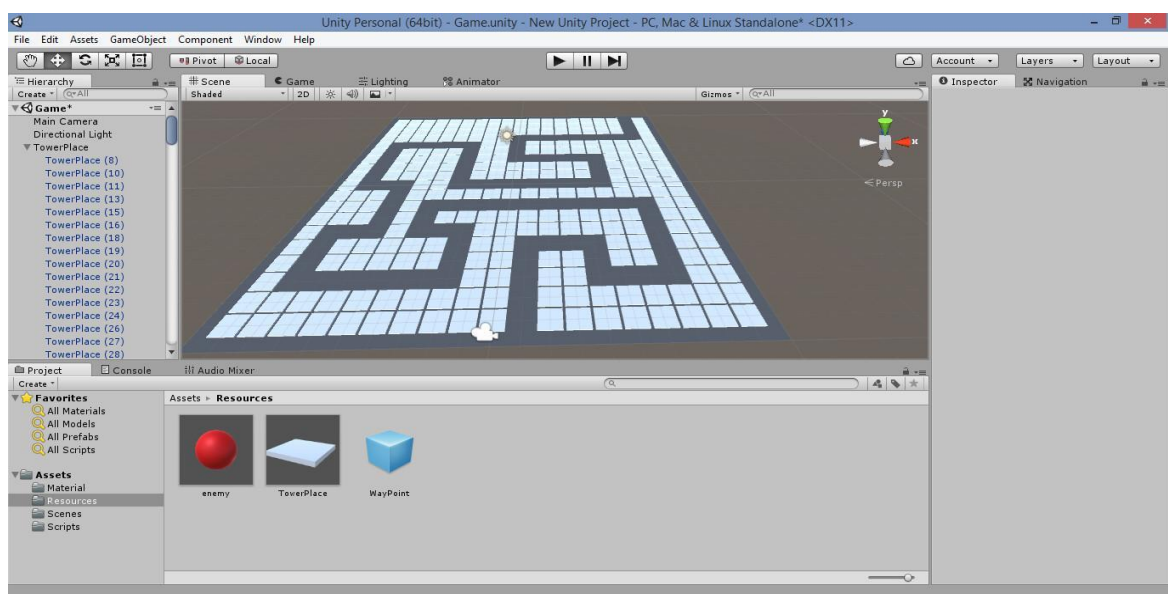 Unity Personal (64bit) - Game.unity - New Unity Project - PC, Mac & Linux Standalone* <DX11>
File Edit Assets GameObject Component Window Help
Pivot Local Account Layers Layout
Hierarchy Scene Game Lighting Animator Inspector Navigation
Create All Shaded 2D Gizmos All
Game*
Main Camera
Directional Light
TowerPlace
TowerPlace (8)
TowerPlace (10)
TowerPlace (11)
TowerPlace (13)
TowerPlace (15)
TowerPlace (16)
TowerPlace (18)
TowerPlace (19)
TowerPlace (20)
TowerPlace (21)
TowerPlace (22)
TowerPlace (23)
TowerPlace (24)
TowerPlace (26)
TowerPlace (27)
TowerPlace (28)
y
x
Persp
Project Console Audio Mixer
Create
Favorites
All Materials
All Models
All Prefabs
All Scripts
Assets
Material
Resources
Scenes
Scripts
Assets Resources
enemy TowerPlace WayPoint